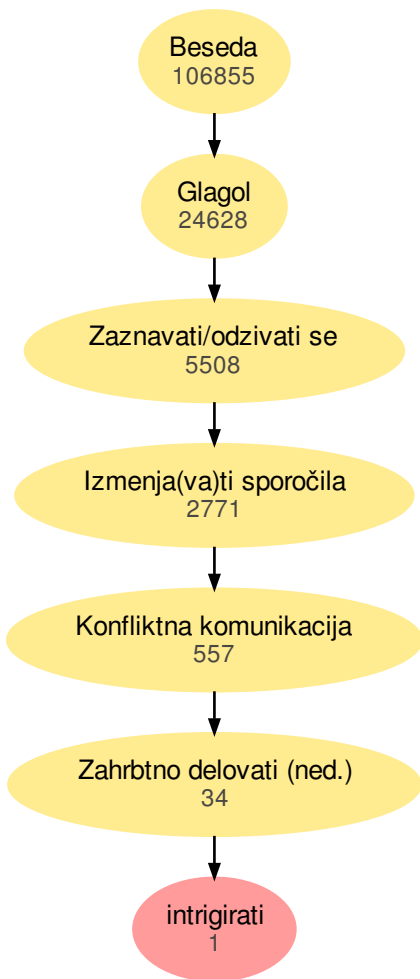 Beseda
106855
Glagol
24628
Zaznavati/odzivati se
5508
Izmenja(va)ti sporočila
2771
Konfliktna komunikacija
557
Zahrbtno delovati (ned.)
34
intrigirati
1